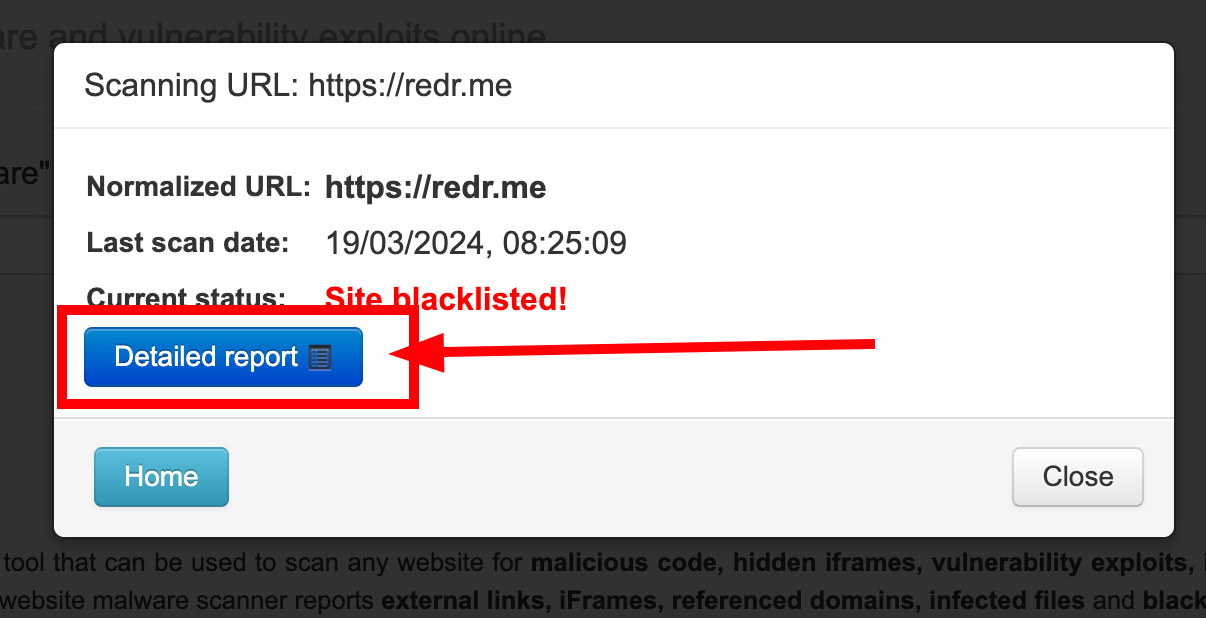 are and vulnerability exploits online
Scanning URL: https://redr.me
are"
Normalized URL: https://redr.me
Last scan date: 19/03/2024, 08:25:09
Current status: Site blacklisted!
Detailed report
Home
Close
tool that can be used to scan any website for malicious code, hidden iframes, vulnerability exploits,
website malware scanner reports external links, iFrames, referenced domains, infected files and black